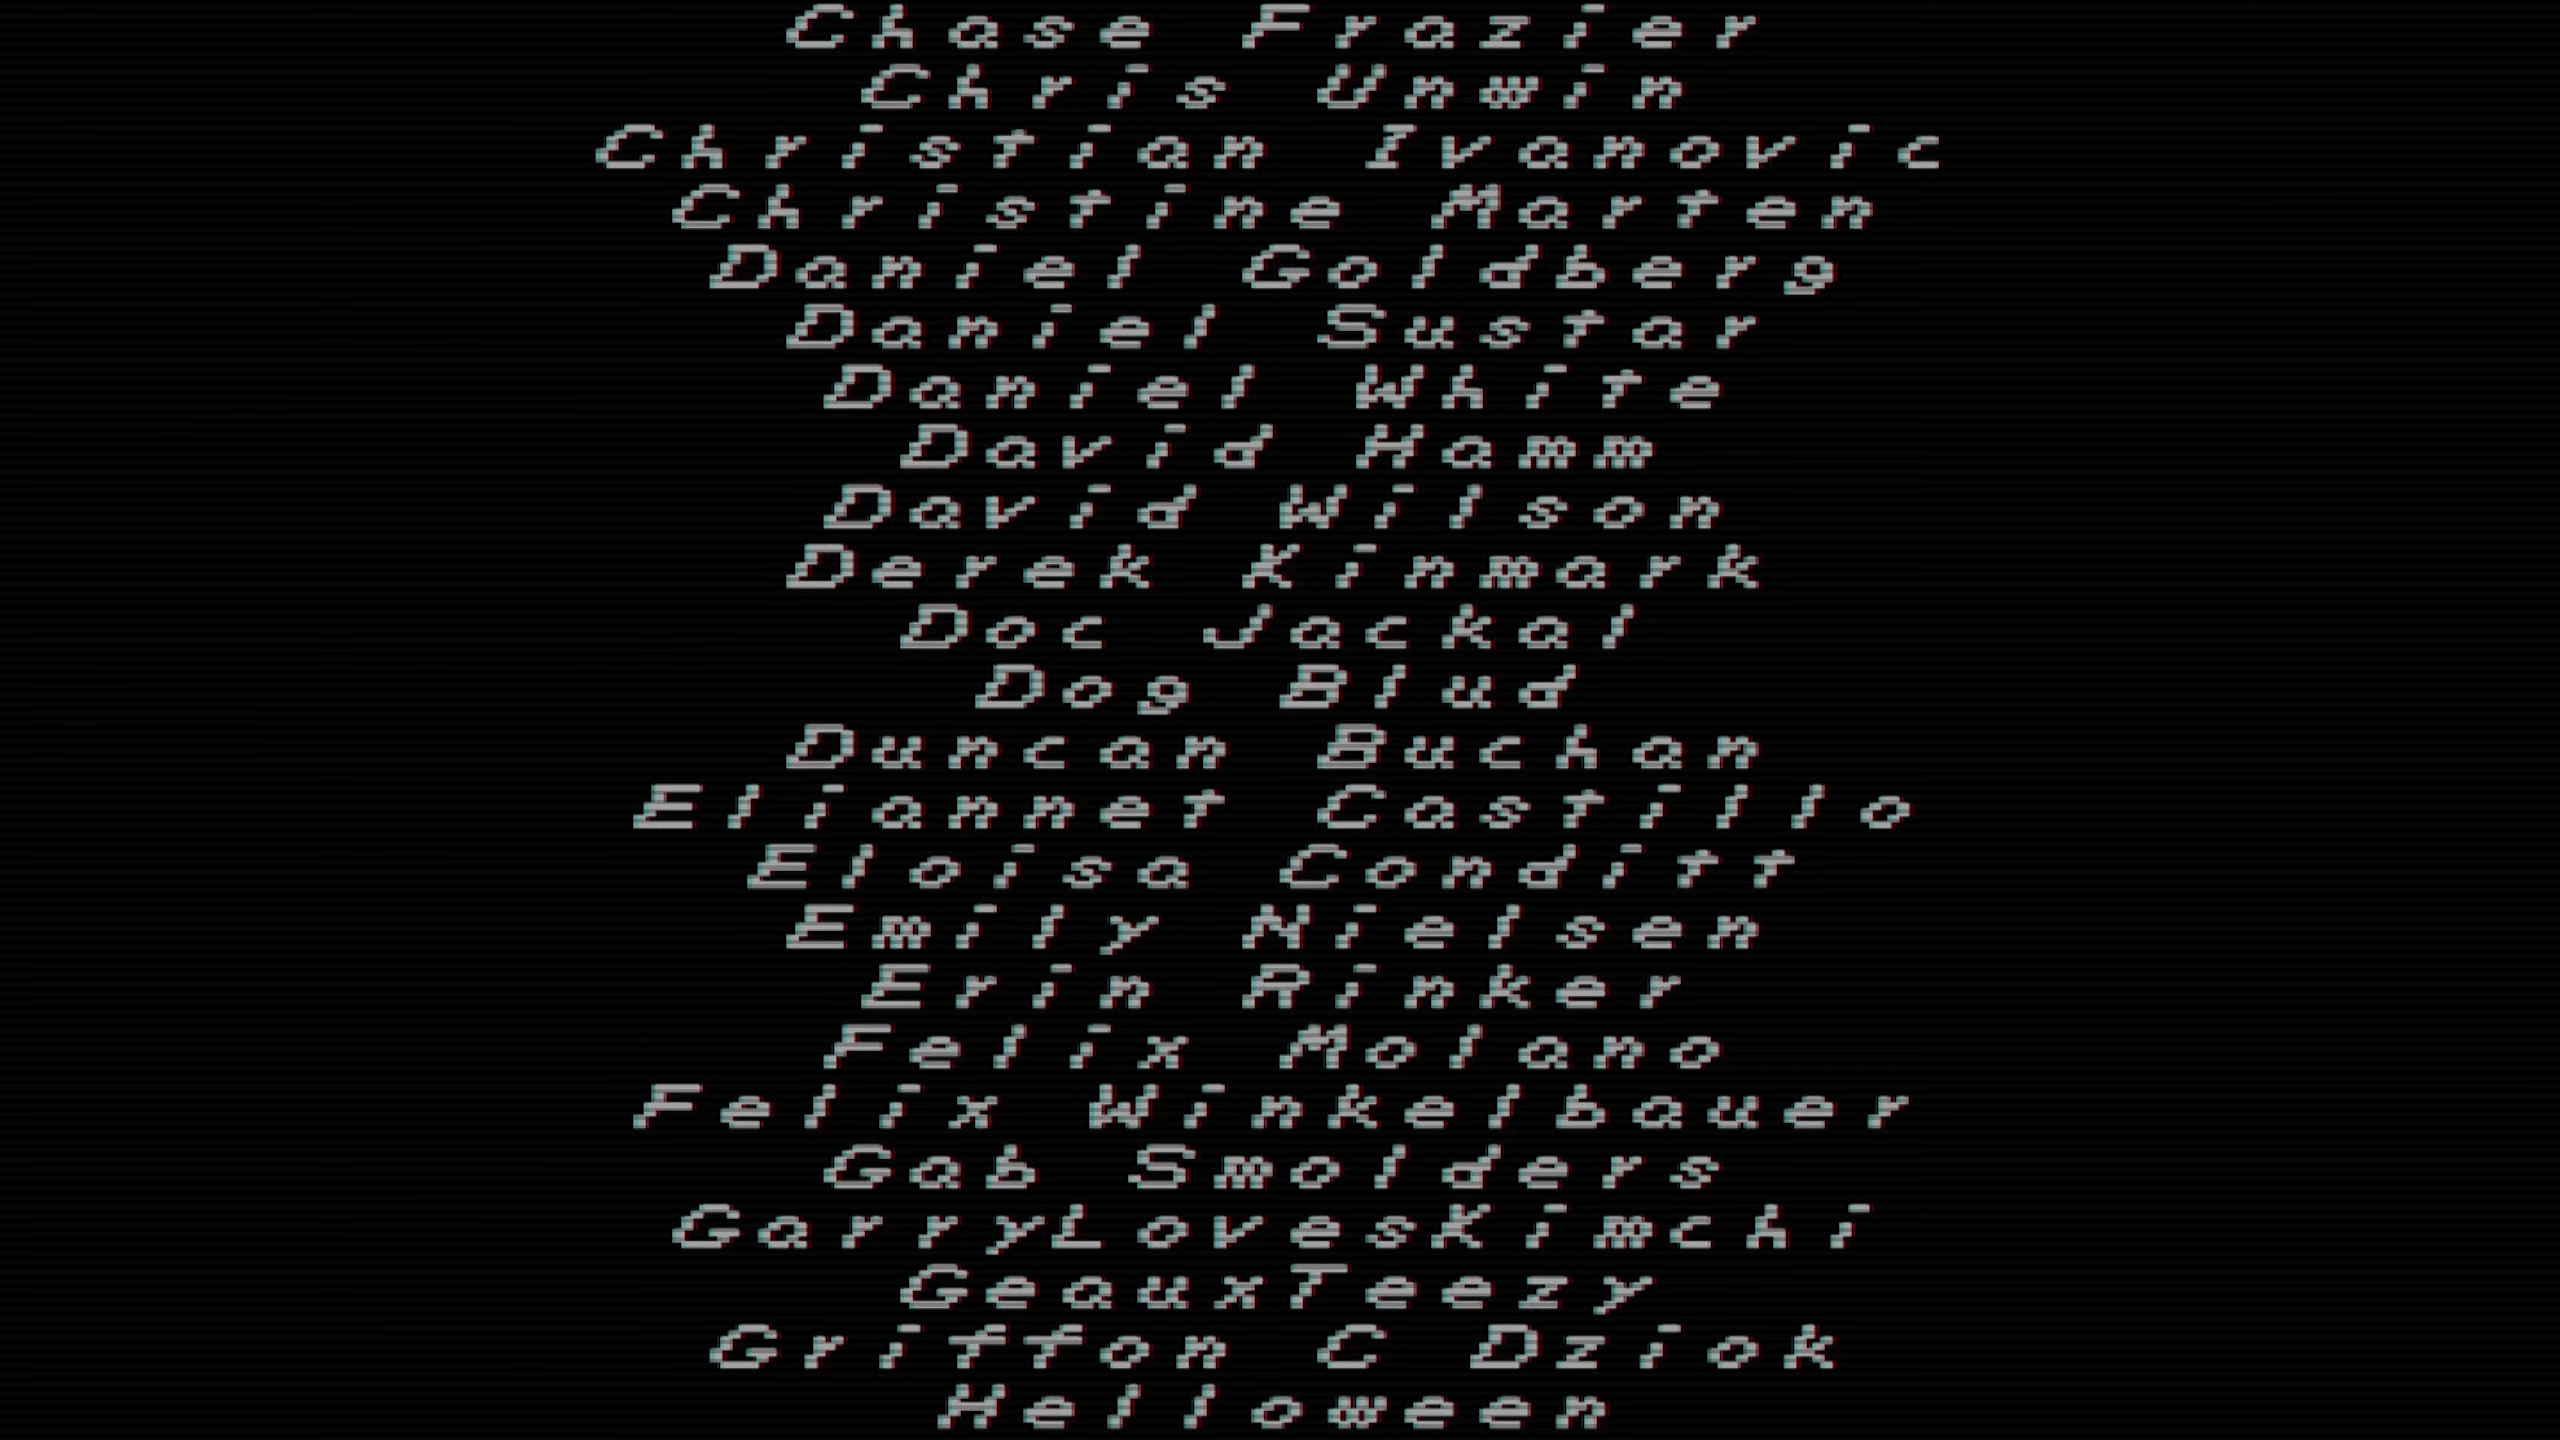 Chase Frazier
Chris Unwin
Christian Ivanovic
Christine Marten
Daniel Goldberg
Daniel Sustar
Daniel White
David Hamm
David Wilson
Derek Kinmark
Doc Jackal
Dog Blud
Duncan Buchan
Eliannet Castillo
Eloisa Conditt
Emily Nielsen
Erin Rinker
Felix Molano
Felix Winkelbauer
Gab Smolders
GarryLovesKimchi
GeauxTeezy
Griffon C Dziok
Helloween